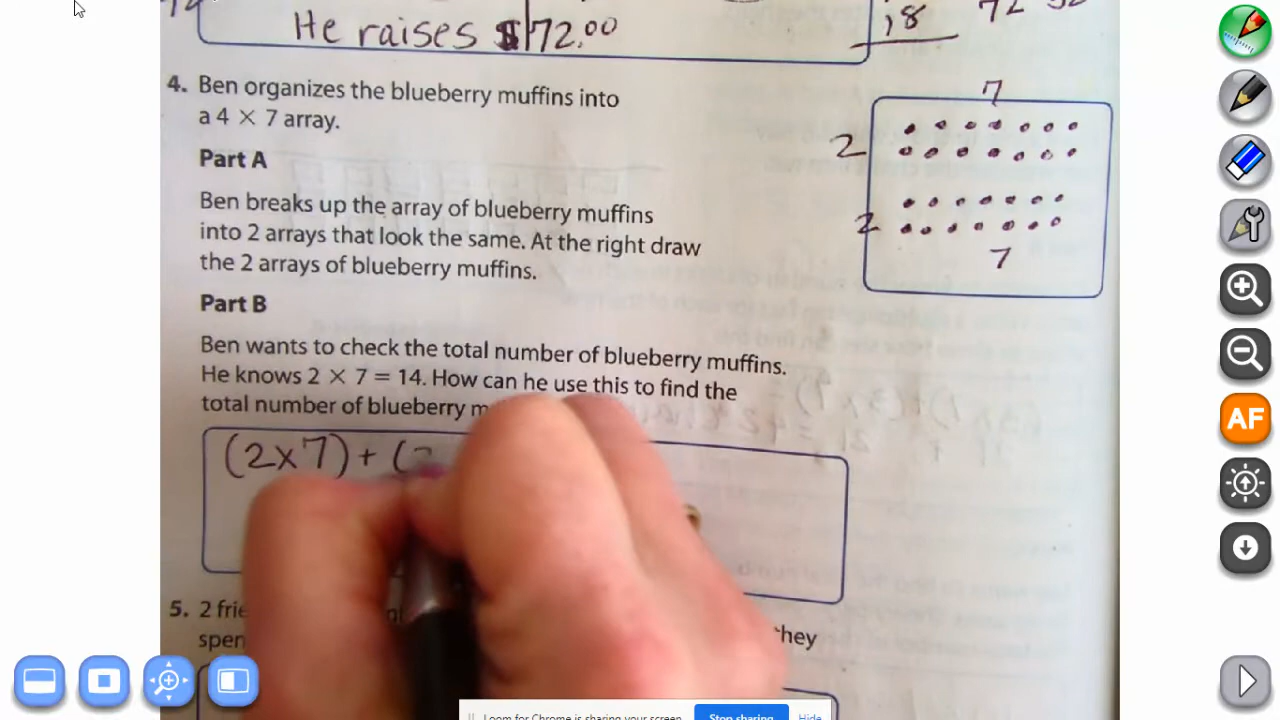 He raises $72.00
18
72
4. Ben organizes the blueberry muffins into
a 4 × 7 array.
7
2
2
7
Part A
Ben breaks up the array of blueberry muffins
into 2 arrays that look the same. At the right draw
the 2 arrays of blueberry muffins.
Part B
Ben wants to check the total number of blueberry muffins.
He knows 2 × 7 = 14. How can he use this to find the
total number of blueberry
(2x7) + (2
5. 2
they
AF
Loom for Chrome is sharing your screen.
Stop sharing
Hide